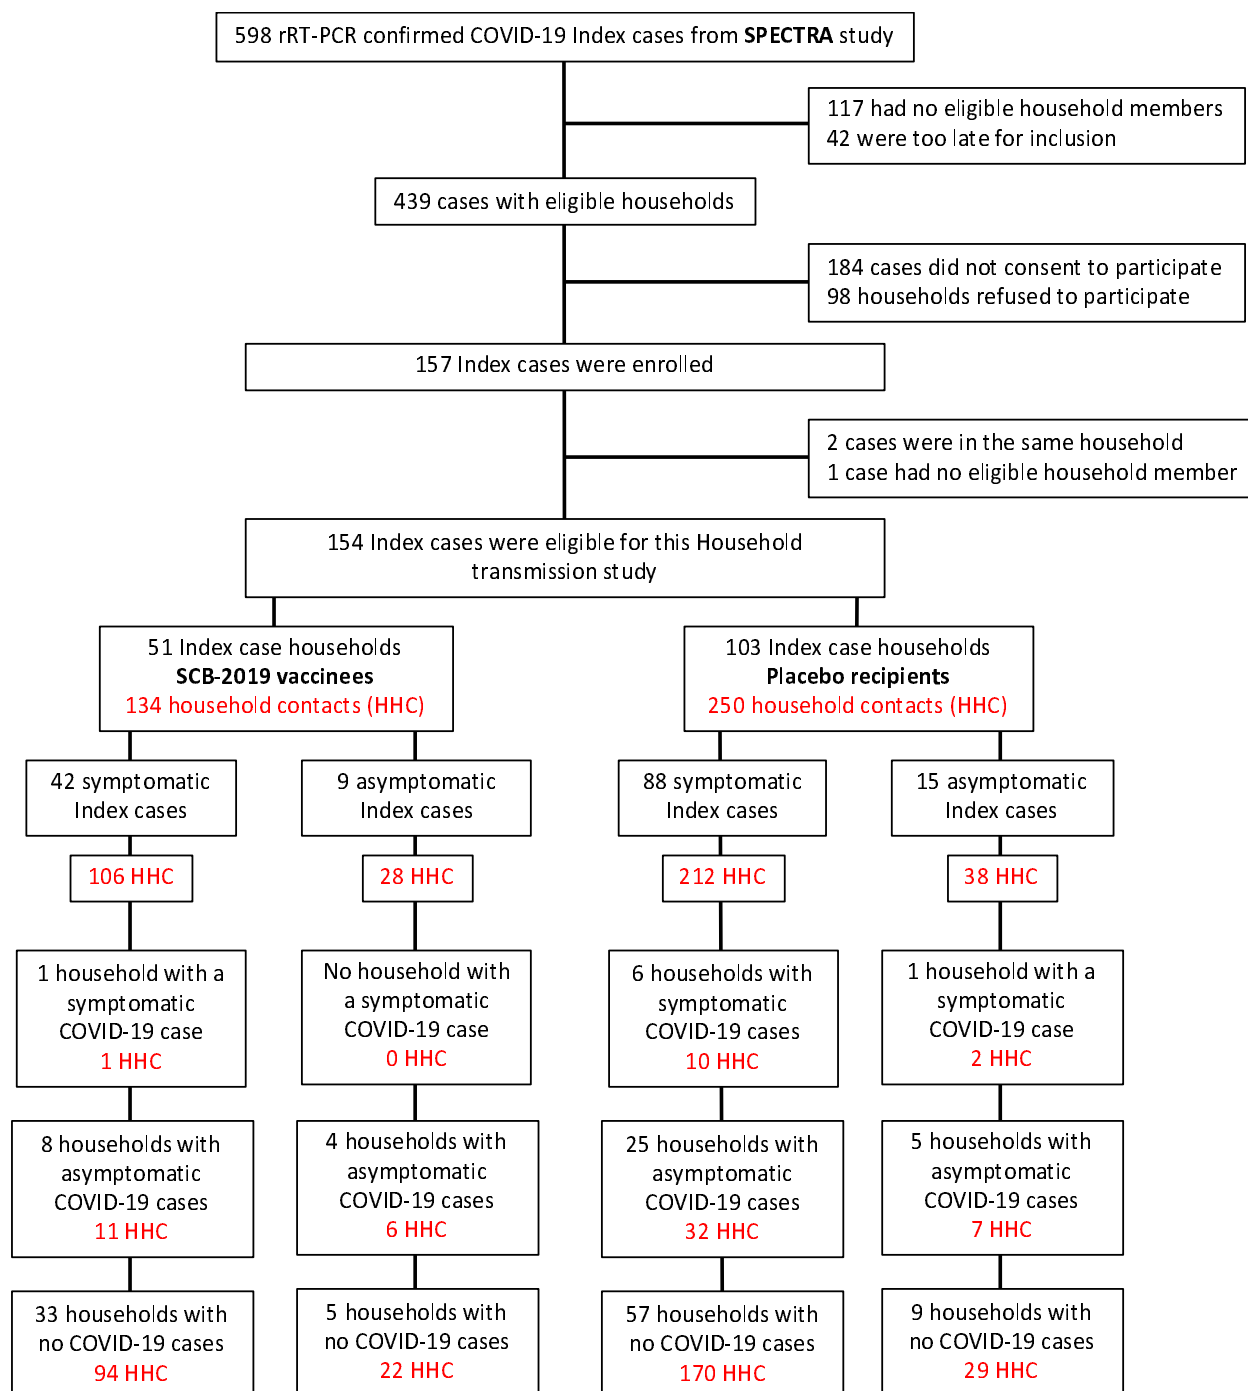 598 rRT-PCR confirmed COVID-19 Index cases from SPECTRA study
117 had no eligible household members
42 were too late for inclusion
439 cases with eligible households
184 cases did not consent to participate
98 households refused to participate
157 Index cases were enrolled
2 cases were in the same household
1 case had no eligible household member
154 Index cases were eligible for this Household
transmission study
51 Index case households
SCB-2019 vaccinees
134 household contacts (HHC)
103 Index case households
Placebo recipients
250 household contacts (HHC)
42 symptomatic
Index cases
9 asymptomatic
Index cases
88 symptomatic
Index cases
15 asymptomatic
Index cases
106 HHC
28 HHC
212 HHC
38 HHC
1 household with a
symptomatic
COVID-19 case
1 HHC
No household with
a symptomatic
COVID-19 case
0 HHC
6 households with
symptomatic
COVID-19 cases
10 HHC
1 household with a
symptomatic
COVID-19 case
2 HHC
8 households with
asymptomatic
COVID-19 cases
11 HHC
4 households with
asymptomatic
COVID-19 cases
6 HHC
25 households with
asymptomatic
COVID-19 cases
32 HHC
5 households with
asymptomatic
COVID-19 cases
7 HHC
33 households with
no COVID-19 cases
94 HHC
5 households with
no COVID-19 cases
22 HHC
57 households with
no COVID-19 cases
170 HHC
9 households with
no COVID-19 cases
29 HHC